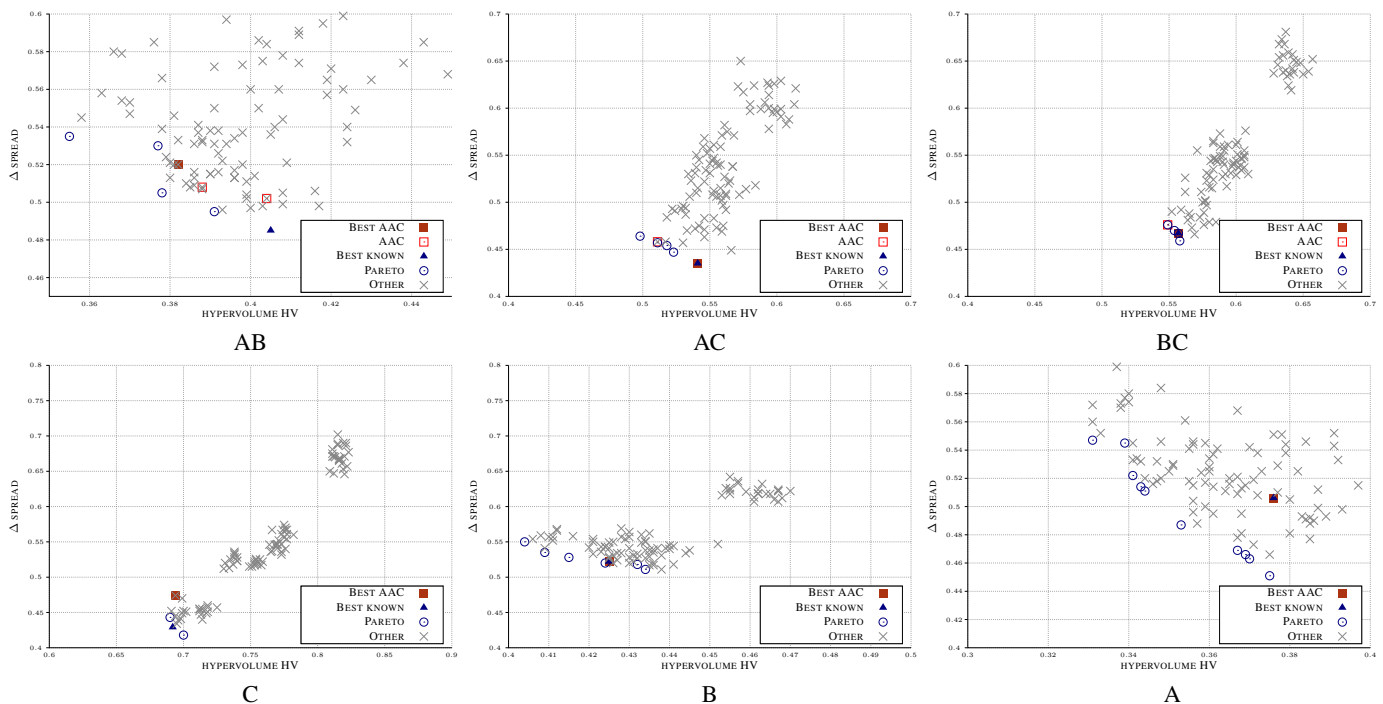 0.6
0.58
0.56
0.54
0.52
0.5
0.48
0.46
Δ SPREAD
0.36
0.38
0.4
0.42
0.44
HYPERVOLUME HV
BEST AAC
AAC
BEST KNOWN
PARETO
OTHER
AB
0.7
0.65
0.6
0.55
0.5
0.45
0.4
Δ SPREAD
0.4
0.45
0.5
0.55
0.6
0.65
0.7
HYPERVOLUME HV
BEST AAC
AAC
BEST KNOWN
PARETO
OTHER
AC
0.7
0.65
0.6
0.55
0.5
0.45
0.4
Δ SPREAD
0.4
0.45
0.5
0.55
0.6
0.65
0.7
HYPERVOLUME HV
BEST AAC
AAC
BEST KNOWN
PARETO
OTHER
BC
0.8
0.75
0.7
0.65
0.6
0.55
0.5
0.45
0.4
Δ SPREAD
0.6
0.65
0.7
0.75
0.8
0.85
0.9
HYPERVOLUME HV
BEST AAC
BEST KNOWN
PARETO
OTHER
C
0.8
0.75
0.7
0.65
0.6
0.55
0.5
0.45
0.4
Δ SPREAD
0.4
0.41
0.42
0.43
0.44
0.45
0.46
0.47
0.48
0.49
0.5
HYPERVOLUME HV
BEST AAC
BEST KNOWN
PARETO
OTHER
B
0.6
0.58
0.56
0.54
0.52
0.5
0.48
0.46
0.44
0.42
0.4
Δ SPREAD
0.3
0.32
0.34
0.36
0.38
0.4
HYPERVOLUME HV
BEST AAC
BEST KNOWN
PARETO
OTHER
A